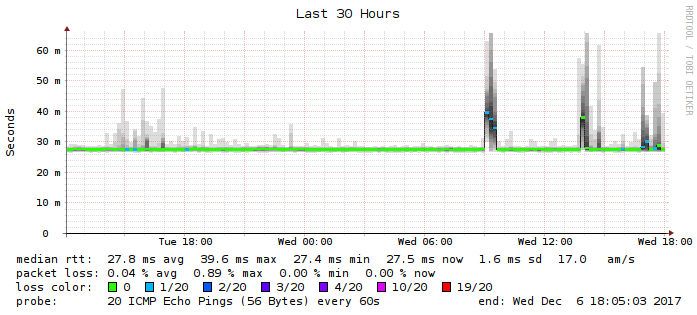 Last 30 Hours
RRDTOOL / TOBI OETIKER
Seconds
60 m
50 m
40 m
30 m
20 m
10 m
0
Tue 18:00 Wed 00:00 Wed 06:00 Wed 12:00 Wed 18:00
median rtt: 27.8 ms avg 39.6 ms max 27.4 ms min 27.5 ms now 1.6 ms sd 17.0 am/s
packet loss: 0.04 % avg 0.89 % max 0.00 % min 0.00 % now
loss color: 0 1/20 2/20 3/20 4/20 10/20 19/20
probe: 20 ICMP Echo Pings (56 Bytes) every 60s end: Wed Dec 6 18:05:03 2017